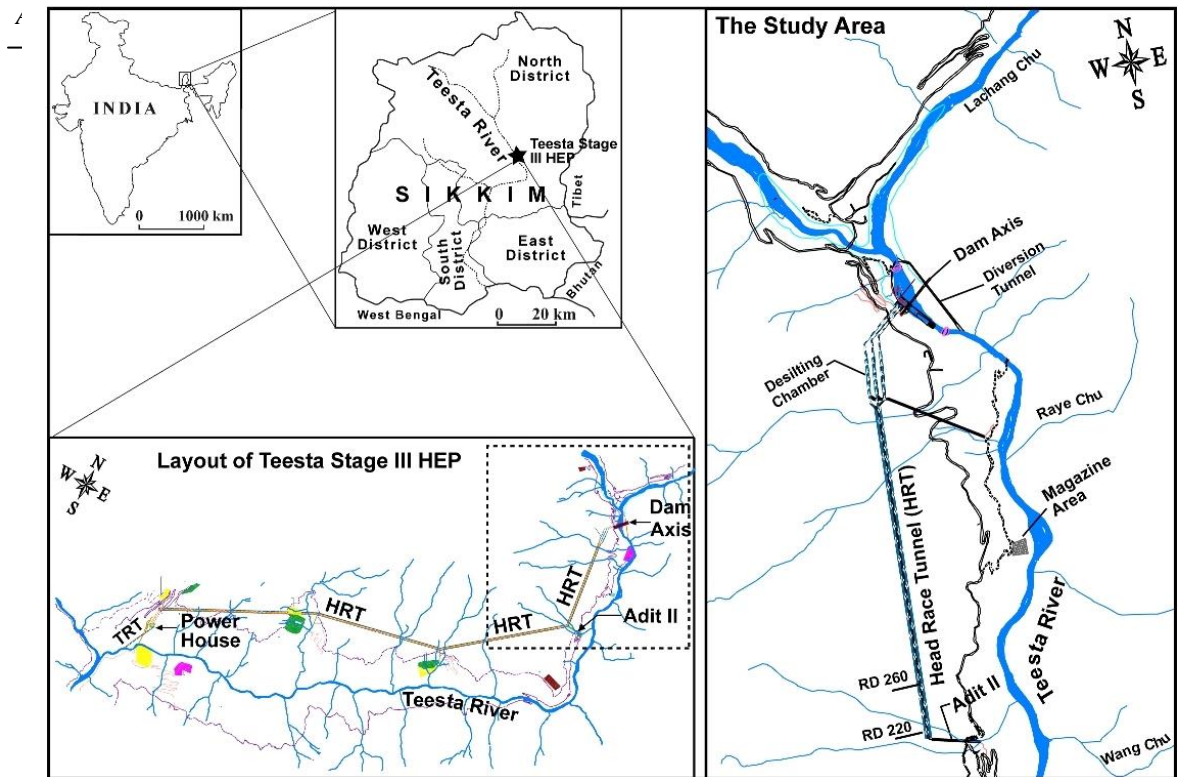 INDIA
0 1000 km
North
District
Teesta River
Teesta Stage
III HEP
SIKKIM
Tibet
West
District
South
District
East
District
Bhutan
West Bengal
0 20 km
The Study Area
N
W E
S
Lachang Chu
Dam Axis
Diversion
Tunnel
Desilting
Chamber
Raye Chu
Magazine
Area
Head Race Tunnel (HRT)
Teesta River
RD 260
Adit II
RD 220
Wang Chu
Layout of Teesta Stage III HEP
N
W E
S
Dam
Axis
HRT
HRT
HRT
Adit II
TRT
Power
House
Teesta River